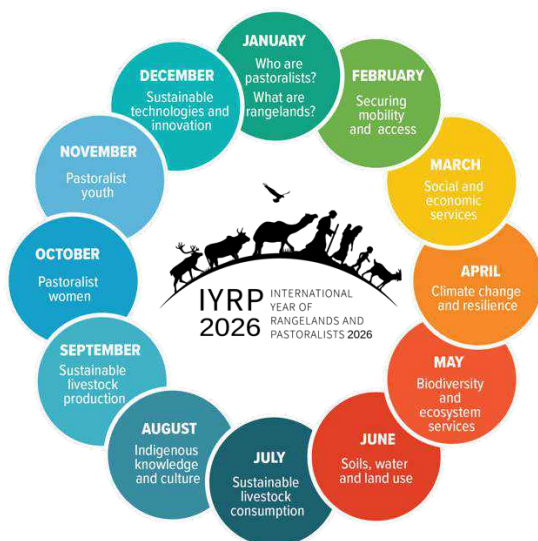 JANUARY
Who are
pastoralists?
What are
rangelands?
FEBRUARY
Securing
mobility
and access
MARCH
Social and
economic
services
APRIL
Climate change
and resilience
MAY
Biodiversity
and
ecosystem
services
JUNE
Soils, water
and land use
JULY
Sustainable
livestock
consumption
AUGUST
Indigenous
knowledge
and culture
SEPTEMBER
Sustainable
livestock
production
OCTOBER
Pastoralist
women
NOVEMBER
Pastoralist
youth
DECEMBER
Sustainable
technologies and
innovation
IYRP
2026
INTERNATIONAL
YEAR OF
RANGELANDS AND
PASTORALISTS 2026